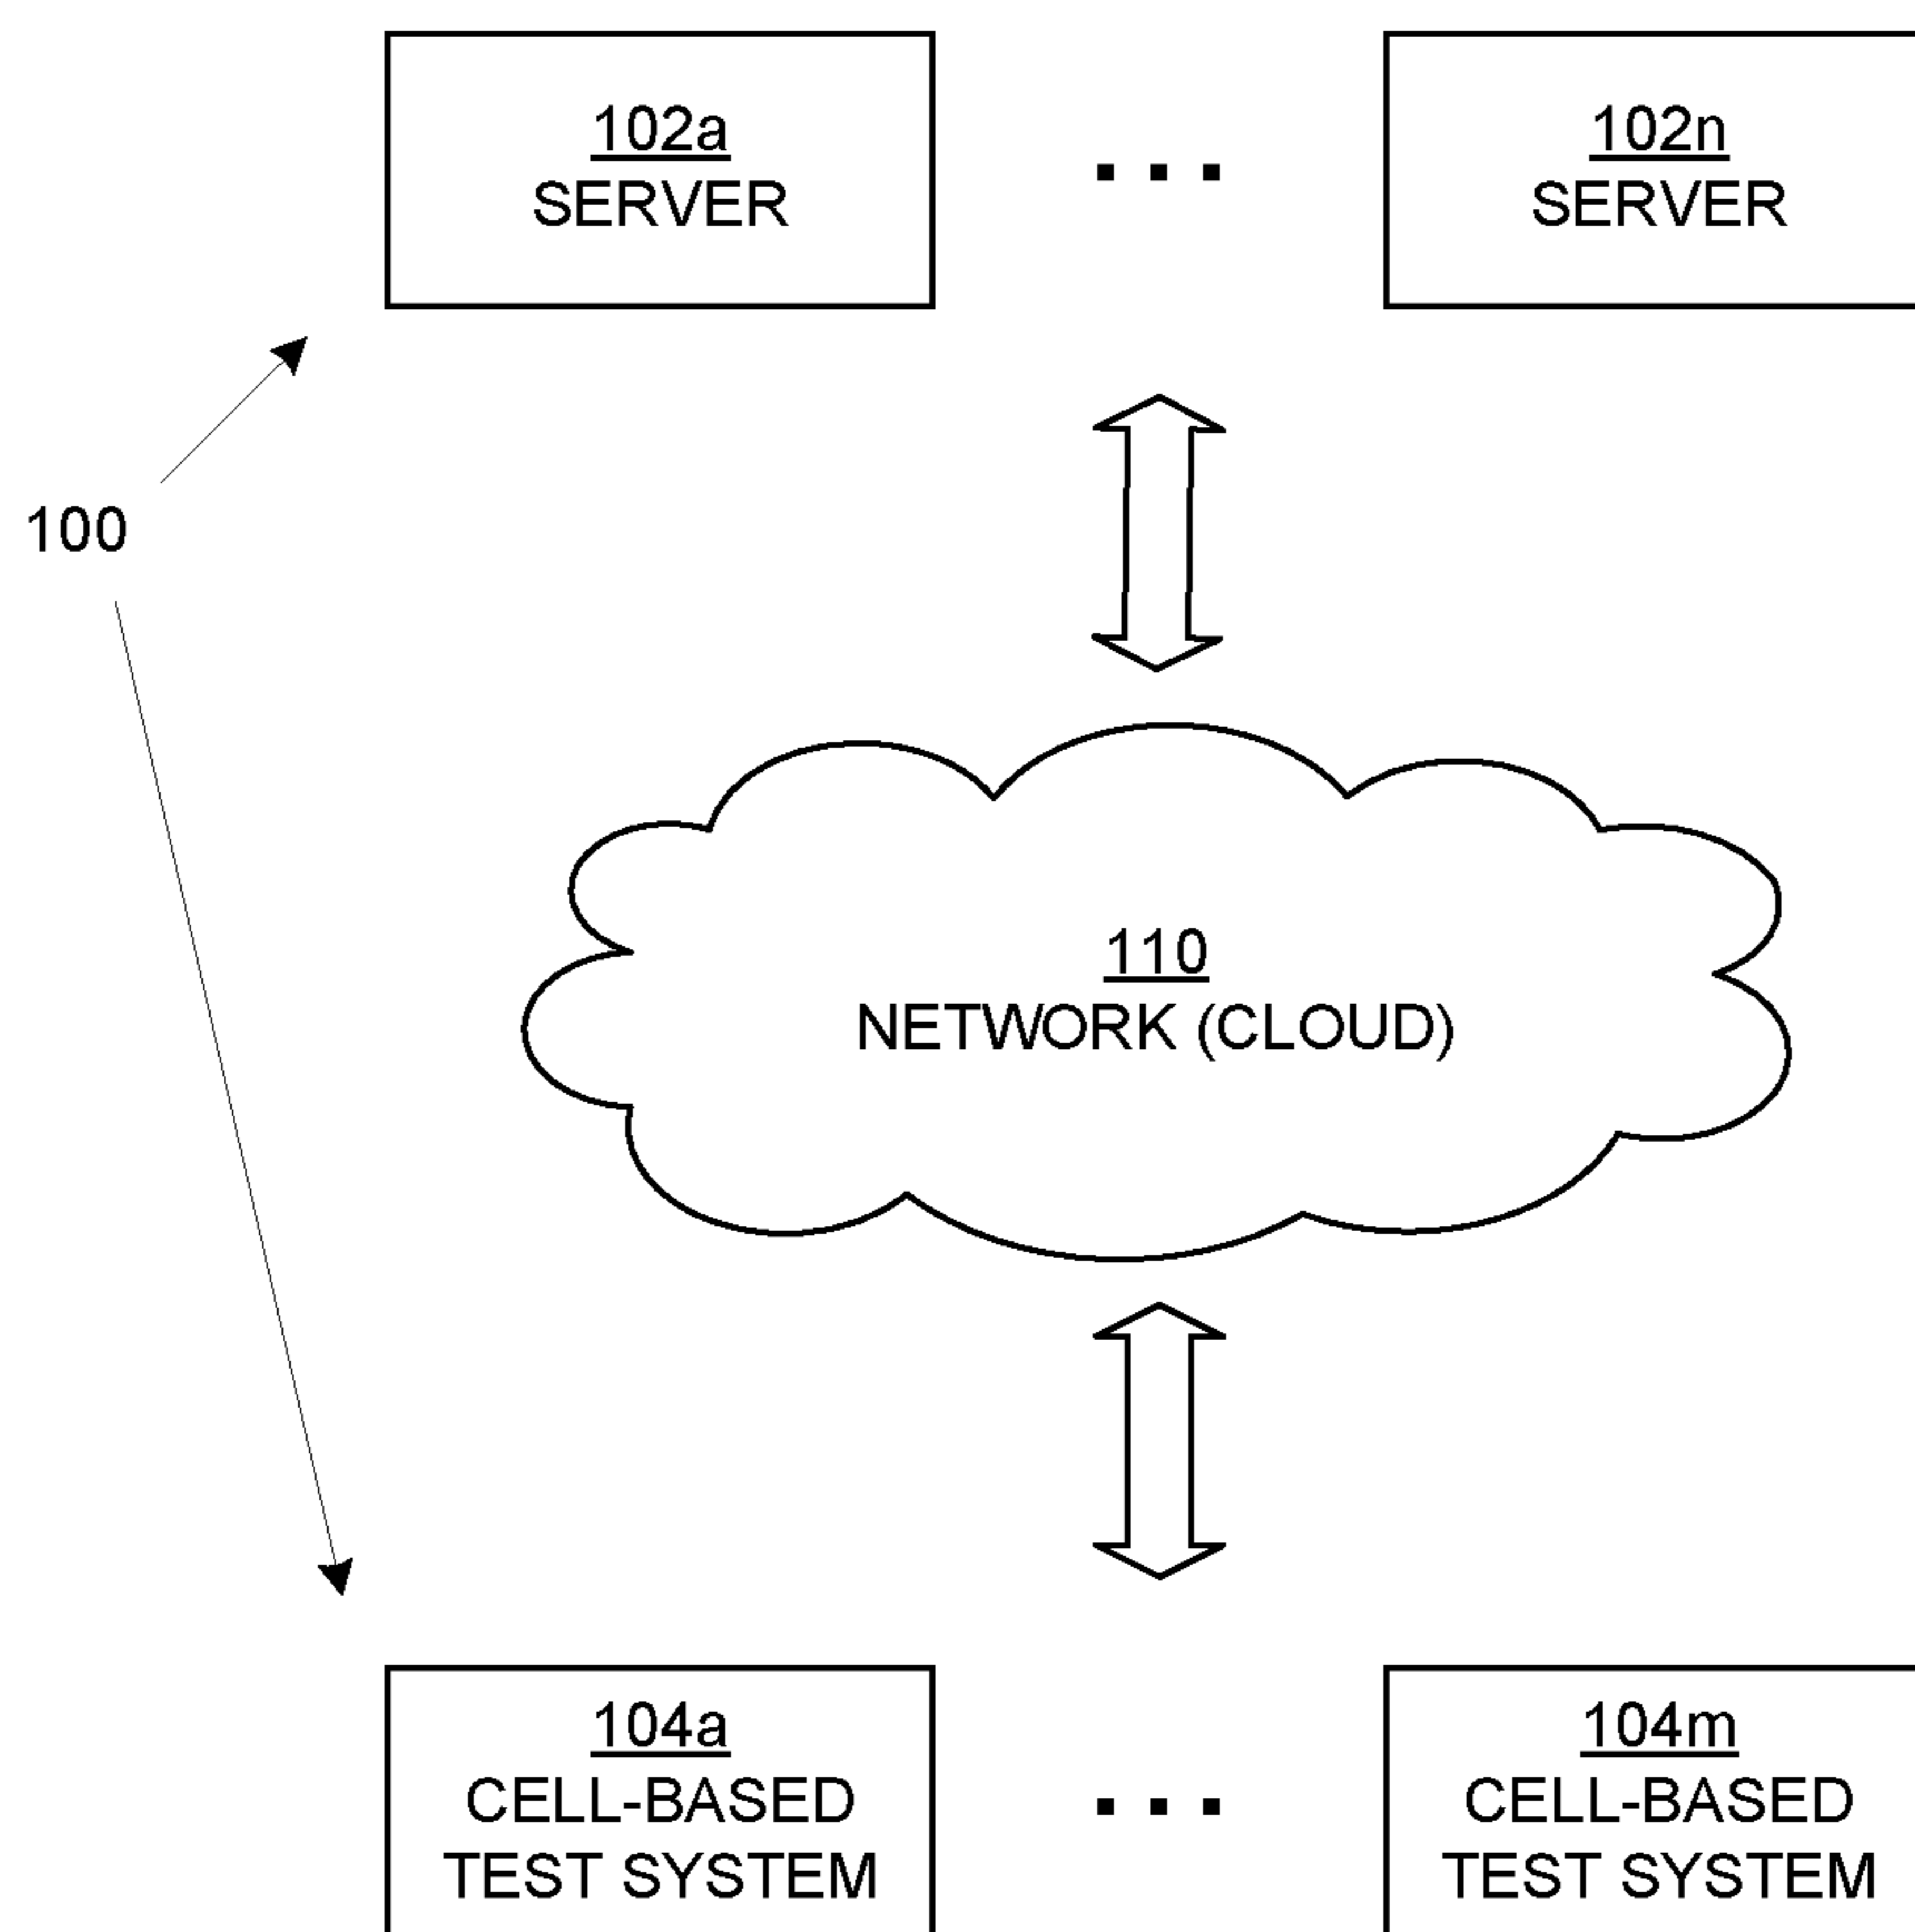 102a
SERVER
...
102n
SERVER
100
110
NETWORK (CLOUD)
104a
CELL-BASED
TEST SYSTEM
...
104m
CELL-BASED
TEST SYSTEM